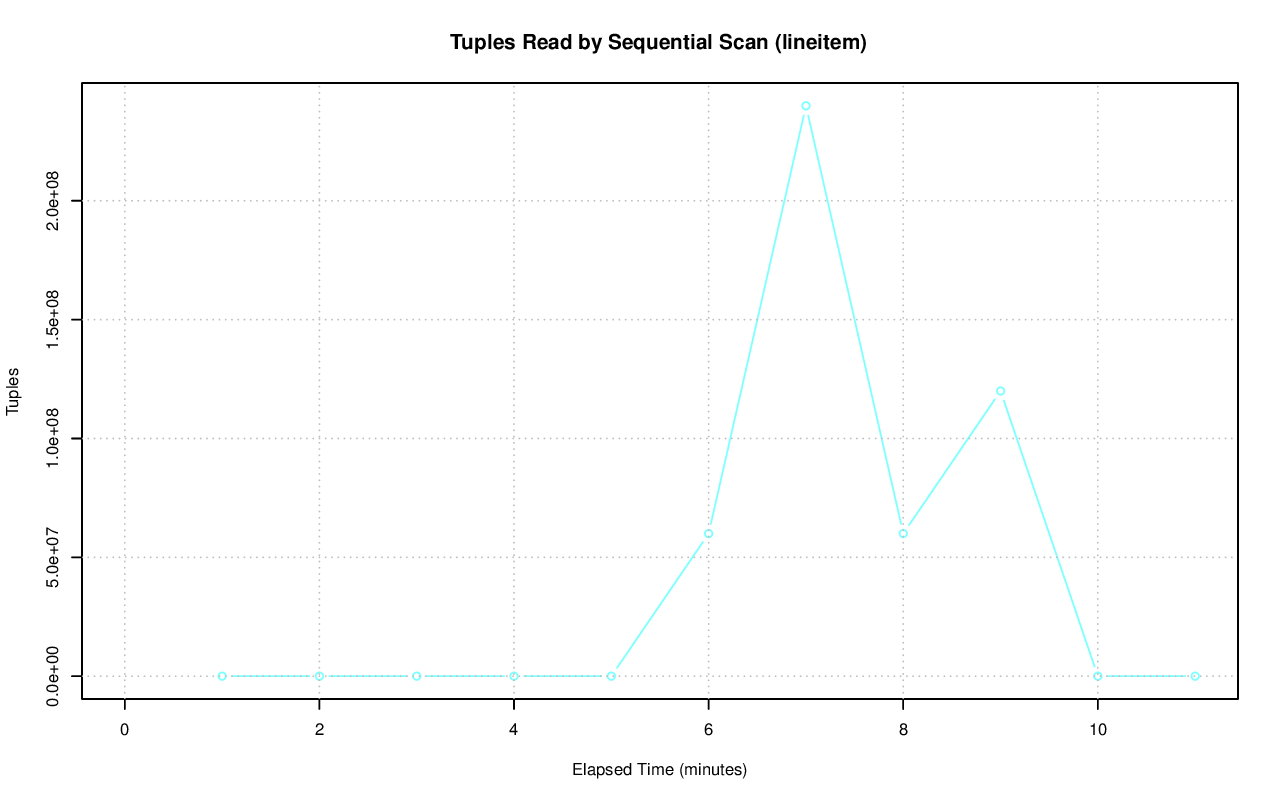 Tuples Read by Sequential Scan (lineitem)
Tuples
2.0e+08
1.5e+08
1.0e+08
5.0e+07
0.0e+00
0 2 4 6 8 10
Elapsed Time (minutes)